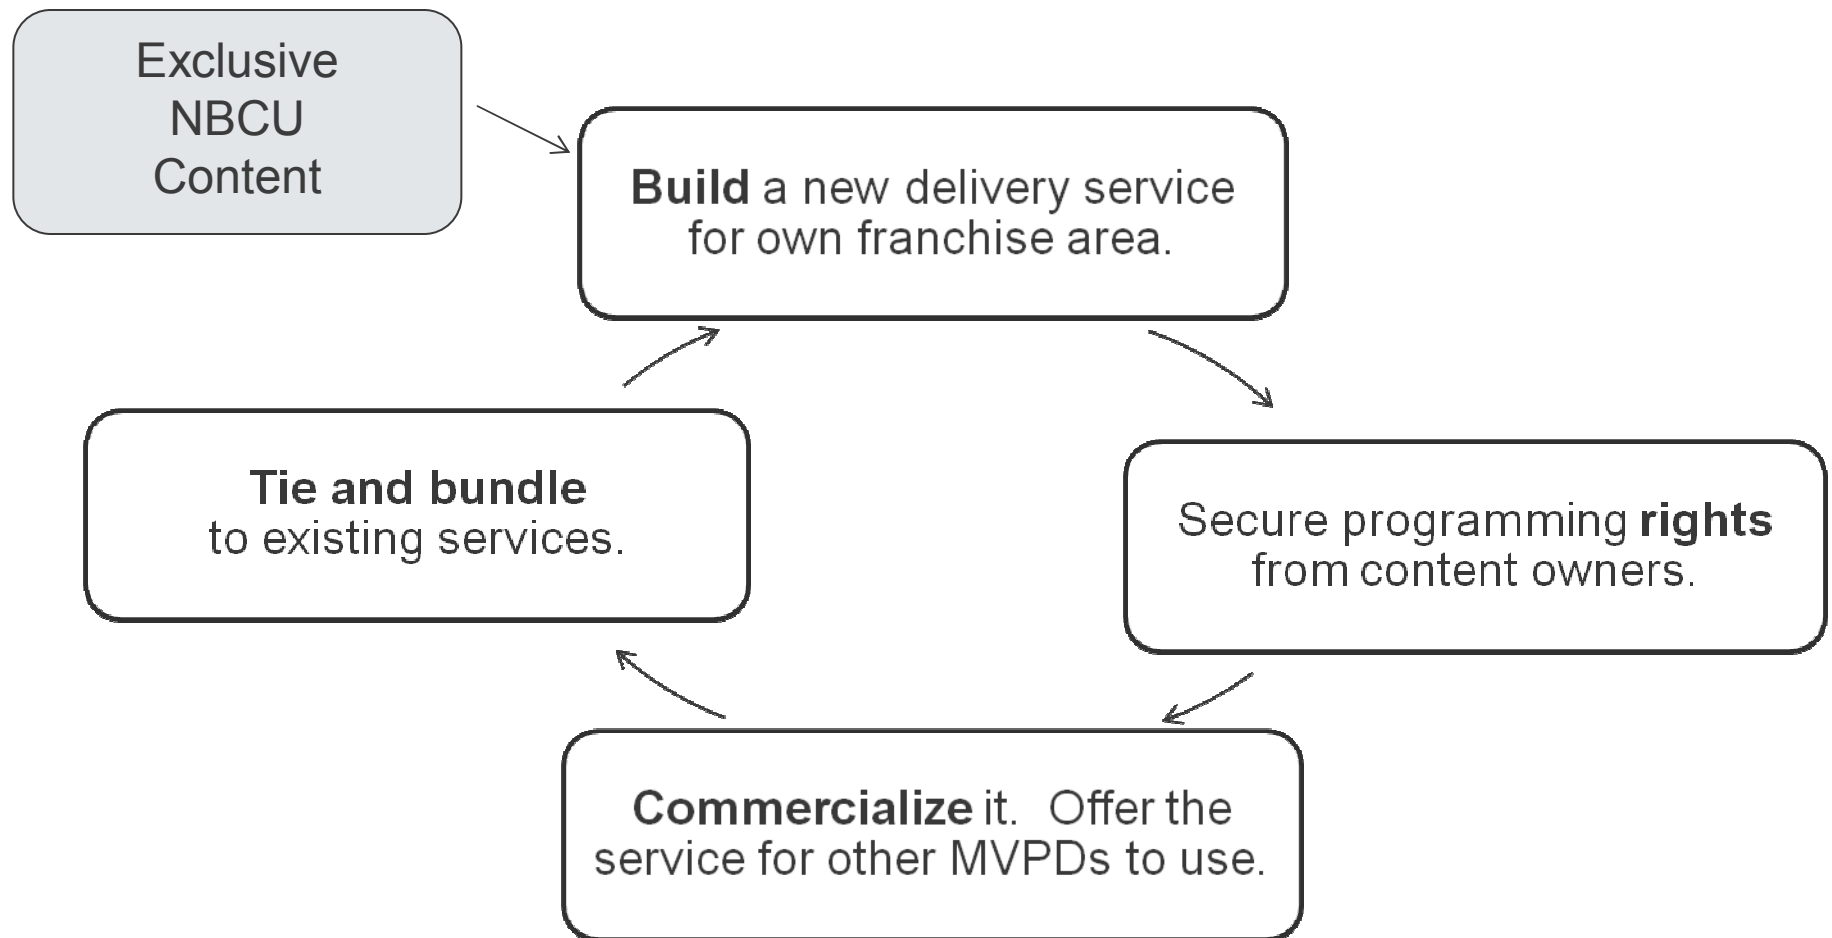 Exclusive
NBCU
Content
Build a new delivery service
for own franchise area.
Tie and bundle
to existing services.
Secure programming rights
from content owners.
Commercialize it. Offer the
service for other MVPDs to use.